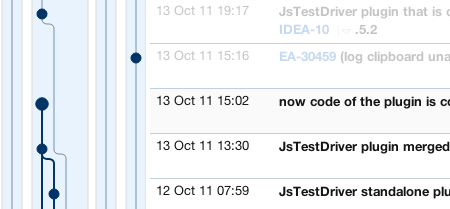 13 Oct 11 19:17 JsTestDriver plugin that is
IDEA-10 .5.2
13 Oct 11 15:16 EA-30459 (log clipboard una
13 Oct 11 15:02 now code of the plugin is co
13 Oct 11 13:30 JsTestDriver plugin merged
12 Oct 11 07:59 JsTestDriver standalone plu